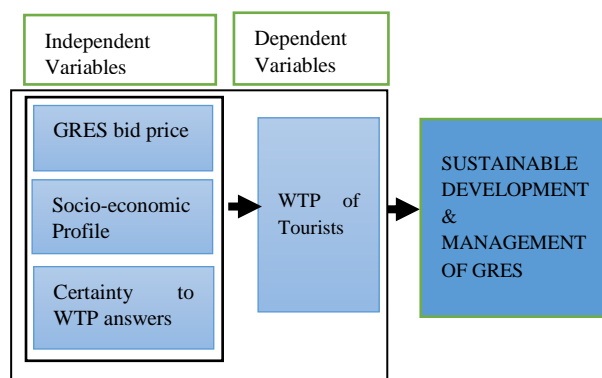 Independent
Variables
Dependent
Variables
GRES bid price
Socio-economic
Profile
Certainty to
WTP answers
WTP of
Tourists
SUSTAINABLE
DEVELOPMENT
&
MANAGEMENT
OF GRES